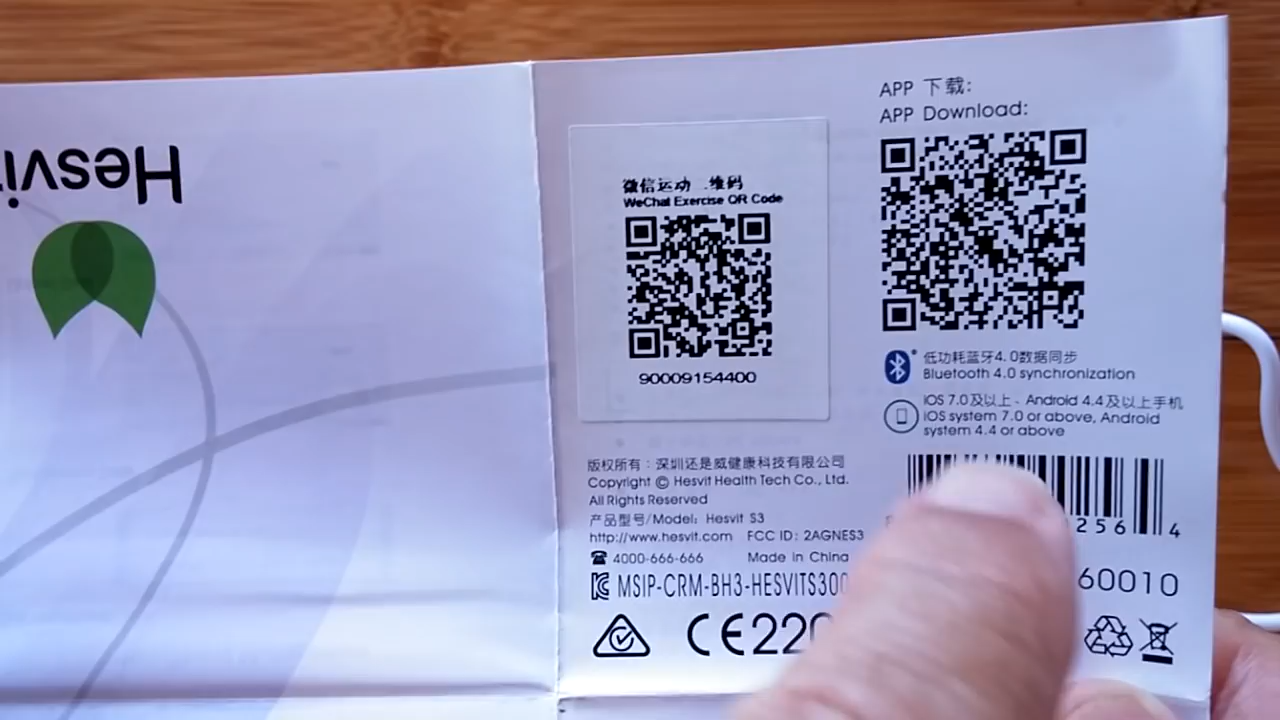 Hesvit
微信运动 二维码
WeChat Exercise QR Code
90009154400
APP 下载:
APP Download:
低功耗蓝牙4.0数据同步
Bluetooth 4.0 synchronization
iOS 7.0及以上、Android 4.4及以上手机
iOS system 7.0 or above, Android
system 4.4 or above
版权所有：深圳还是威健康科技有限公司
Copyright © Hesvit Health Tech Co., Ltd.
All Rights Reserved
产品型号/Model: Hesvit S3
http://www.hesvit.com FCC ID: 2AGNES3
☎ 4000-666-666 Made in China
MSIP-CRM-BH3-HESVITS300
CE220
256 4
60010